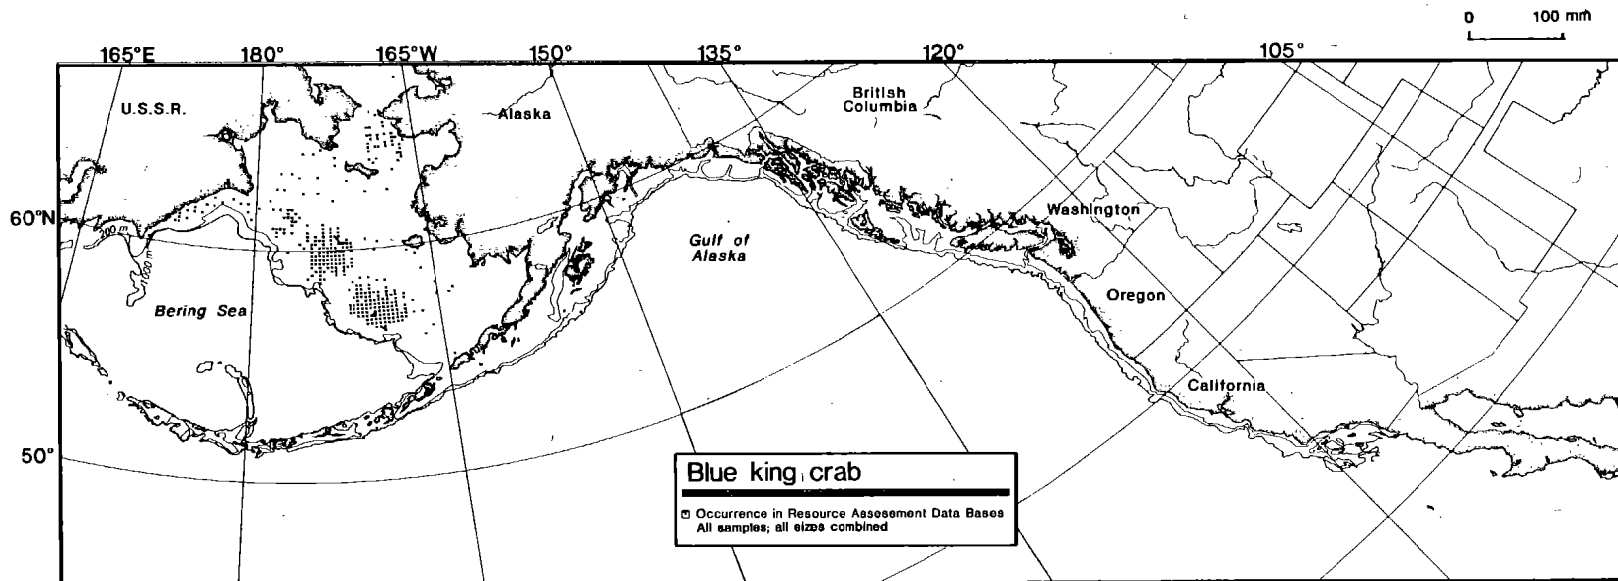 0 100 mm
165°E 180° 165°W 150° 135° 120° 105°
U.S.S.R.
Alaska
British
Columbia
60°N
200 m
1000 m
Bering Sea
Gulf of
Alaska
Washington
Oregon
California
50°
Blue king crab
Occurrence in Resource Assessment Data Bases
All samples; all sizes combined